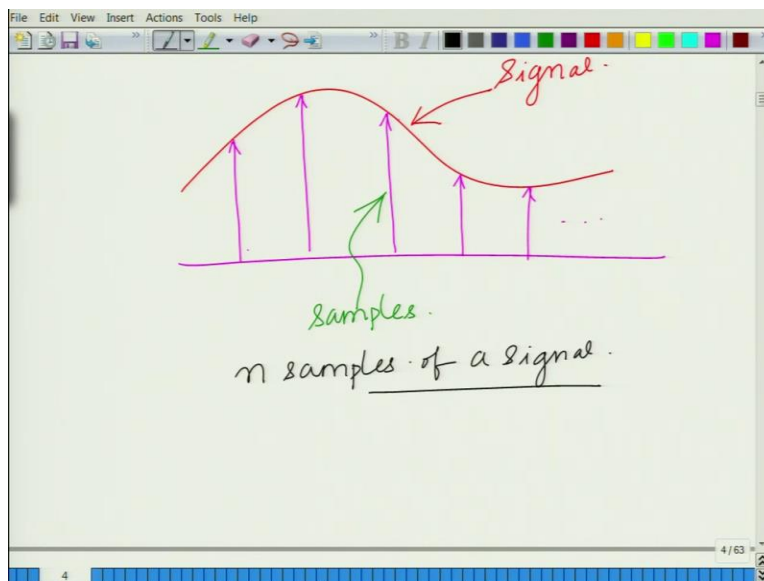 File Edit View Insert Actions Tools Help
B I
Signal.
...
samples.
n samples of a signal.
4/63
4